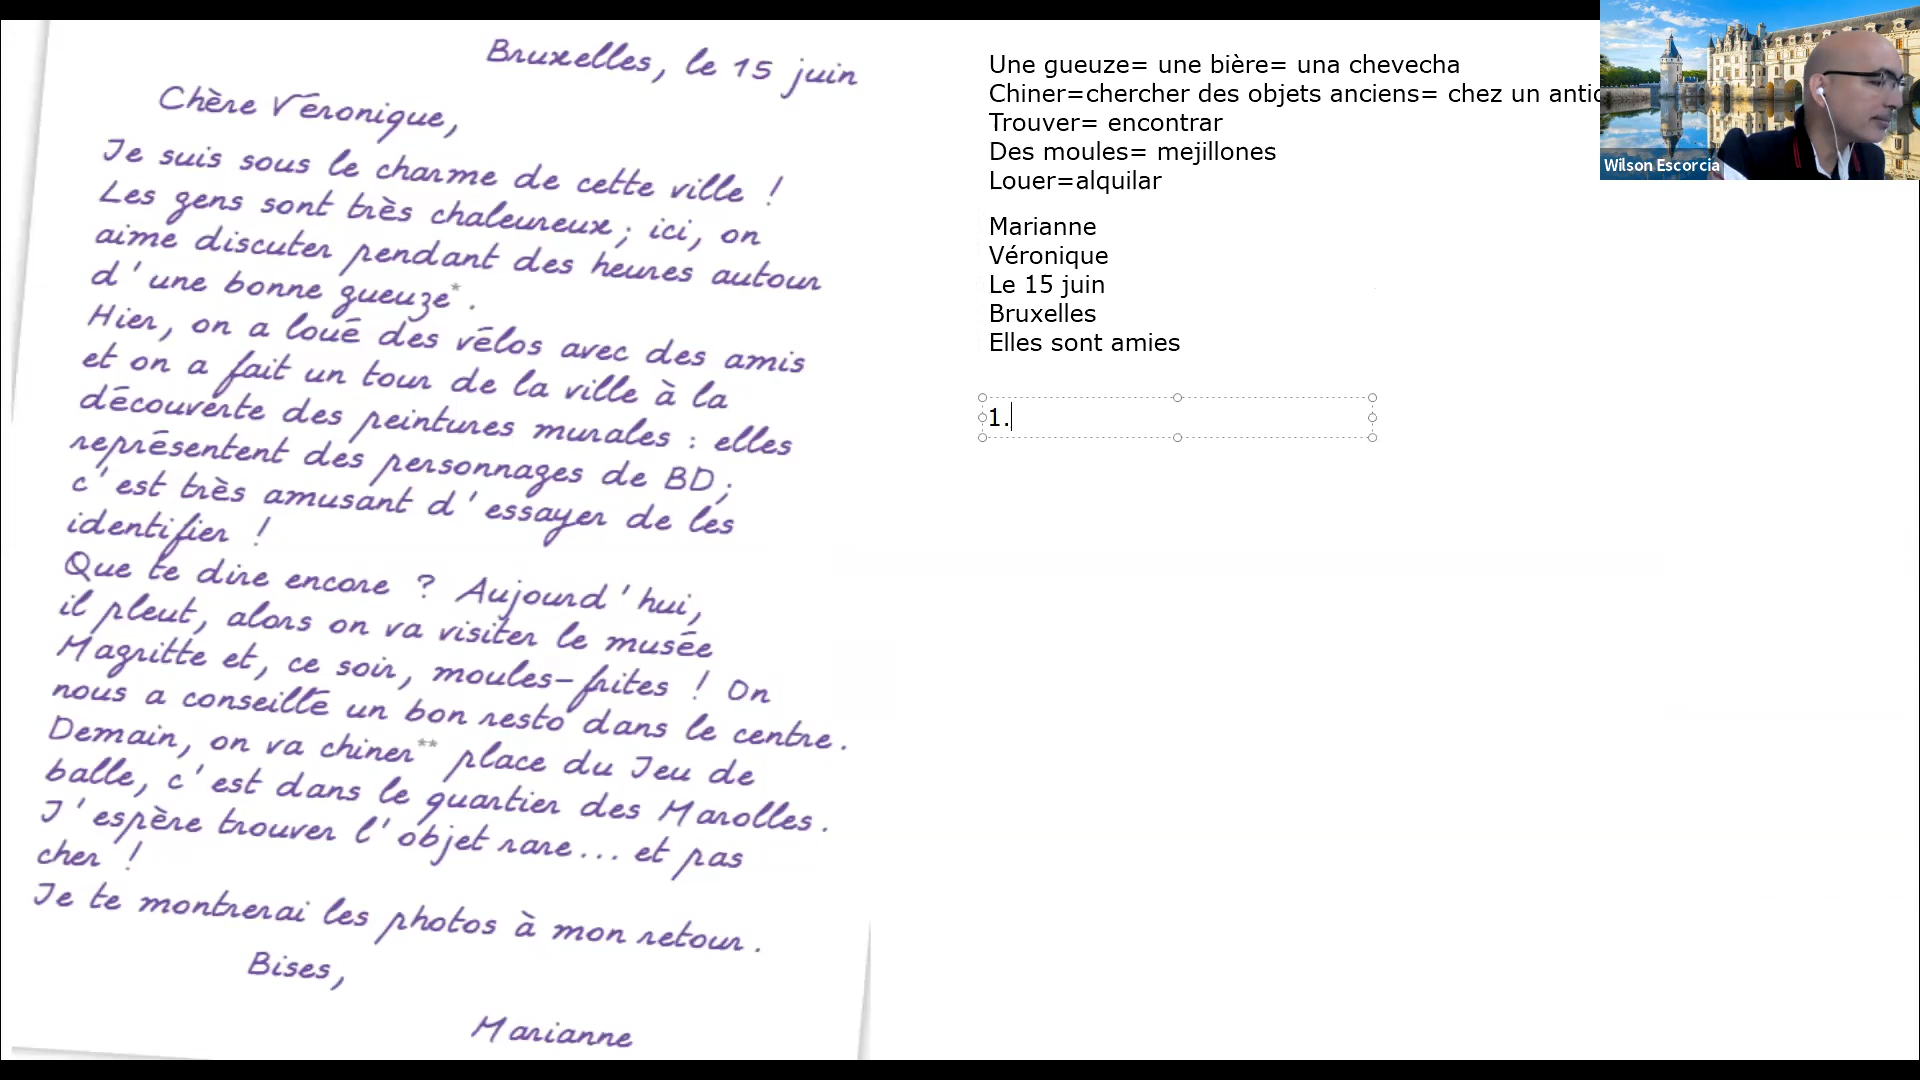 Bruxelles, le 15 juin
Chère Véronique,
Je suis sous le charme de cette ville !
Les gens sont très chaleureux ; ici, on
aime discuter pendant des heures autour
d'une bonne gueuze*.
Hier, on a loué des vélos avec des amis
et on a fait un tour de la ville à la
découverte des peintures murales : elles
représentent des personnages de BD ;
c'est très amusant d'essayer de les
identifier !
Que te dire encore ? Aujourd'hui,
il pleut, alors on va visiter le musée
Magritte et, ce soir, moules-frites ! On
nous a conseillé un bon resto dans le centre.
Demain, on va chiner** place du Jeu de
balle, c'est dans le quartier des Marolles.
J'espère trouver l'objet rare... et pas
cher !
Je te montrerai les photos à mon retour.
Bises,
Marianne
Une gueuze= une bière= una chevecha
Chiner=chercher des objets anciens= chez un antic
Trouver= encontrar
Des moules= mejillones
Louer=alquilar
Marianne
Véronique
Le 15 juin
Bruxelles
Elles sont amies
1.
Wilson Escorcia